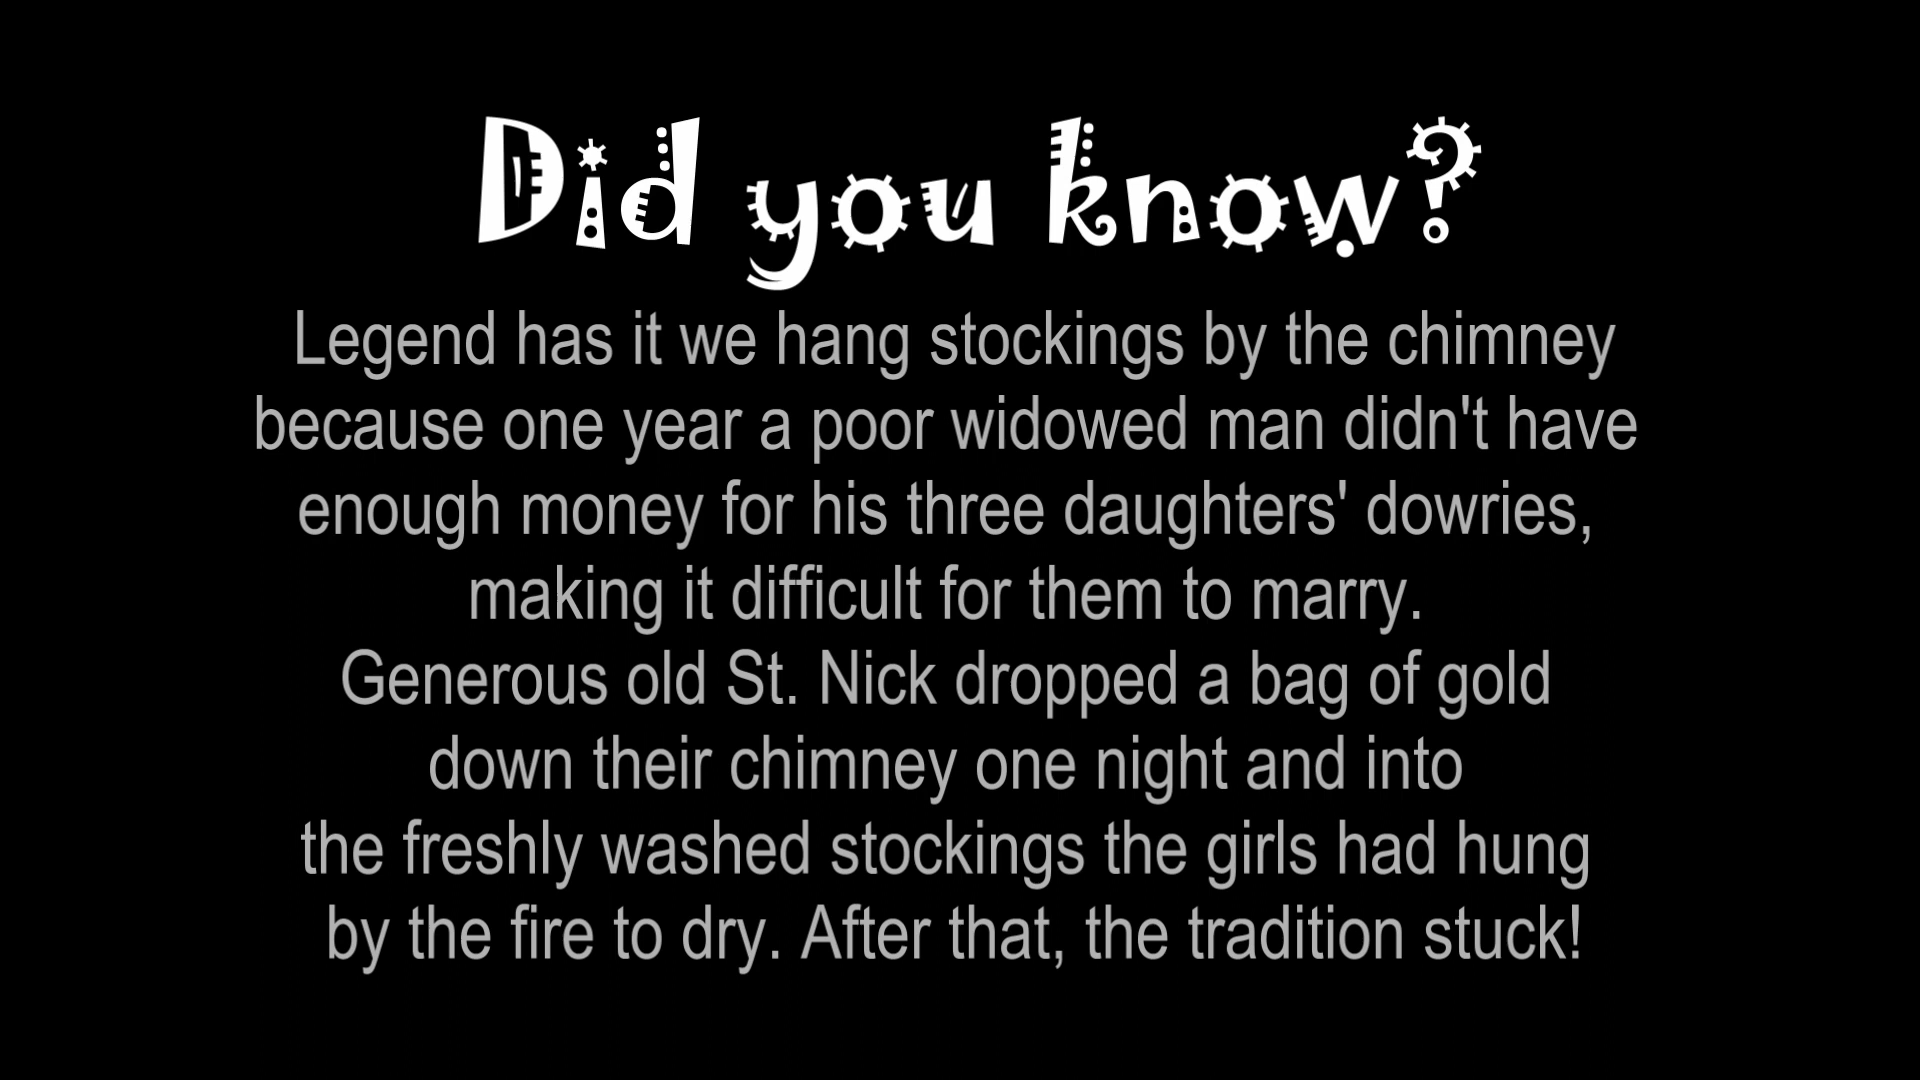 Did you know?
Legend has it we hang stockings by the chimney
because one year a poor widowed man didn't have
enough money for his three daughters' dowries,
making it difficult for them to marry.
Generous old St. Nick dropped a bag of gold
down their chimney one night and into
the freshly washed stockings the girls had hung
by the fire to dry. After that, the tradition stuck!